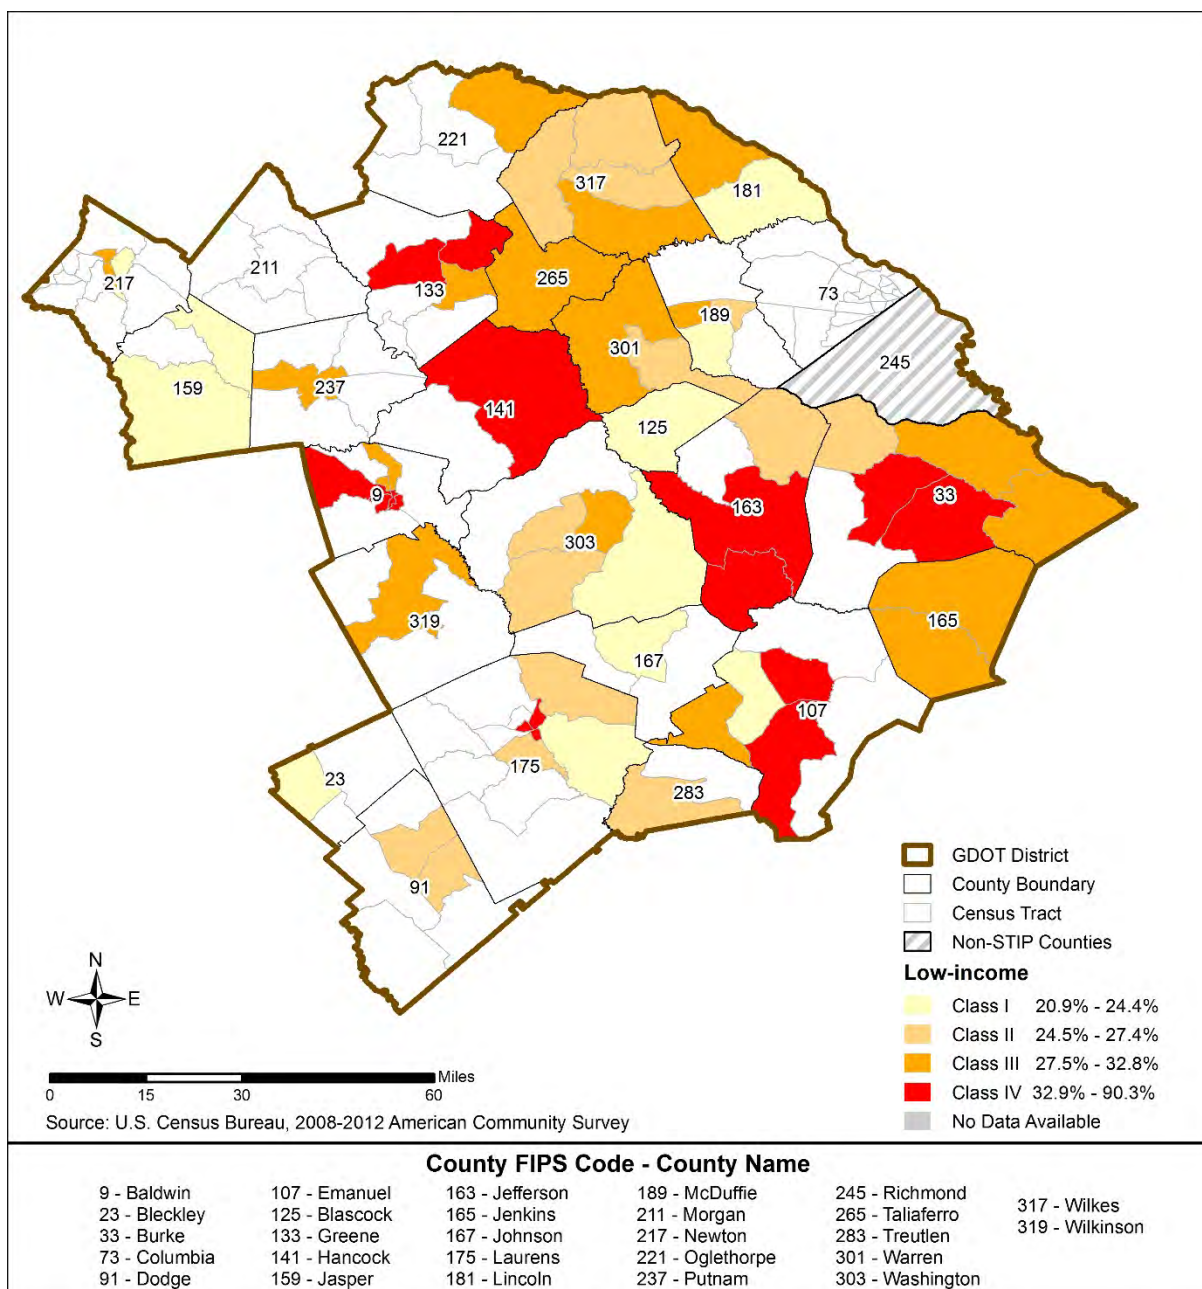 221
317
181
217
211
133
265
73
189
301
245
159
237
141
125
9
163
33
303
319
165
167
107
175
23
283
91
GDOT District
County Boundary
Census Tract
Non-STIP Counties
Low-income
Class I 20.9% - 24.4%
Class II 24.5% - 27.4%
Class III 27.5% - 32.8%
Class IV 32.9% - 90.3%
No Data Available
N
W E
S
Miles
0 15 30 60
Source: U.S. Census Bureau, 2008-2012 American Community Survey
County FIPS Code - County Name
9 - Baldwin
23 - Bleckley
33 - Burke
73 - Columbia
91 - Dodge
107 - Emanuel
125 - Blascock
133 - Greene
141 - Hancock
159 - Jasper
163 - Jefferson
165 - Jenkins
167 - Johnson
175 - Laurens
181 - Lincoln
189 - McDuffie
211 - Morgan
217 - Newton
221 - Oglethorpe
237 - Putnam
245 - Richmond
265 - Taliaferro
283 - Treutlen
301 - Warren
303 - Washington
317 - Wilkes
319 - Wilkinson